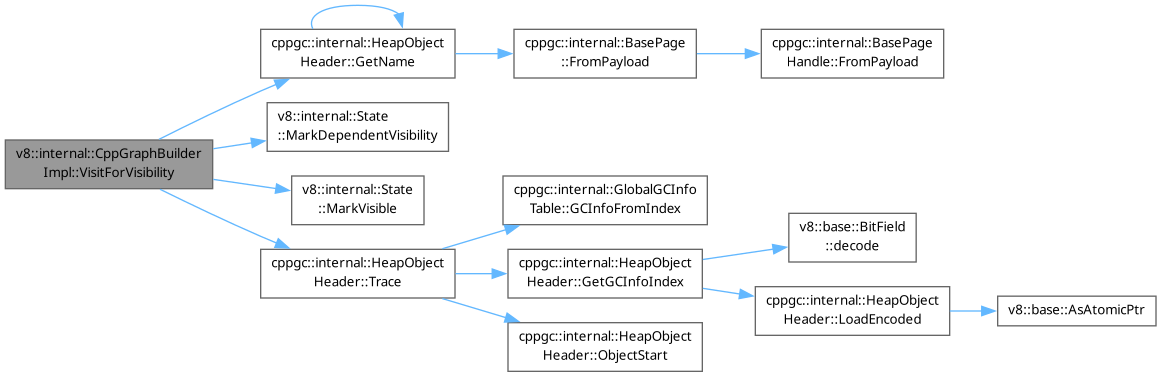 v8::internal::CppGraphBuilder
Impl::VisitForVisibility
cppgc::internal::HeapObject
Header::GetName
cppgc::internal::BasePage
::FromPayload
cppgc::internal::BasePage
Handle::FromPayload
v8::internal::State
::MarkDependentVisibility
v8::internal::State
::MarkVisible
cppgc::internal::HeapObject
Header::Trace
cppgc::internal::GlobalGCInfo
Table::GCInfoFromIndex
cppgc::internal::HeapObject
Header::GetGCInfoIndex
v8::base::BitField
::decode
cppgc::internal::HeapObject
Header::LoadEncoded
v8::base::AsAtomicPtr
cppgc::internal::HeapObject
Header::ObjectStart